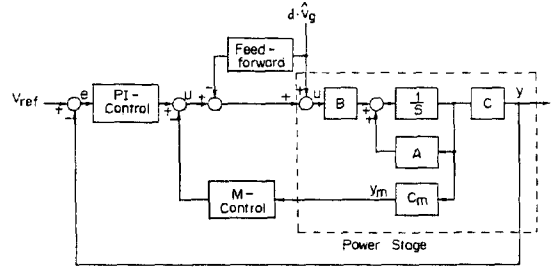 d·v̂g
Feed-
forward
Vref
+
-
e
PI-
Control
+
-
u
+
-
+
+
u
B
+
+
1/S
C
y
A
M-
Control
ym
Cm
Power Stage